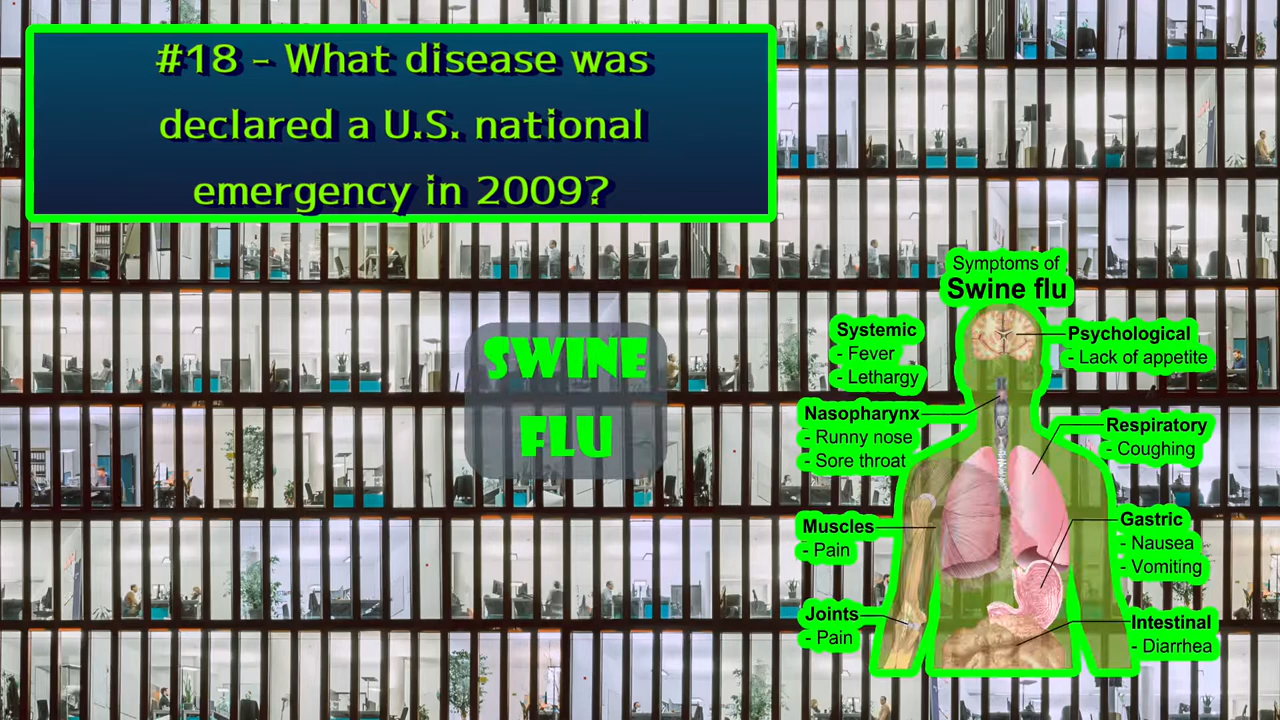 #18 - What disease was
declared a U.S. national
emergency in 2009?
SWINE
FLU
Symptoms of
Swine flu
Systemic
- Fever
- Lethargy
Psychological
- Lack of appetite
Nasopharynx
- Runny nose
- Sore throat
Respiratory
- Coughing
Muscles
- Pain
Gastric
- Nausea
- Vomiting
Joints
- Pain
Intestinal
- Diarrhea